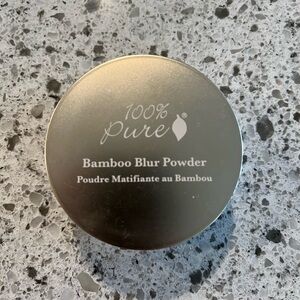 100%
pure®
Bamboo Blur Powder
Poudre Matifiante au Bambou